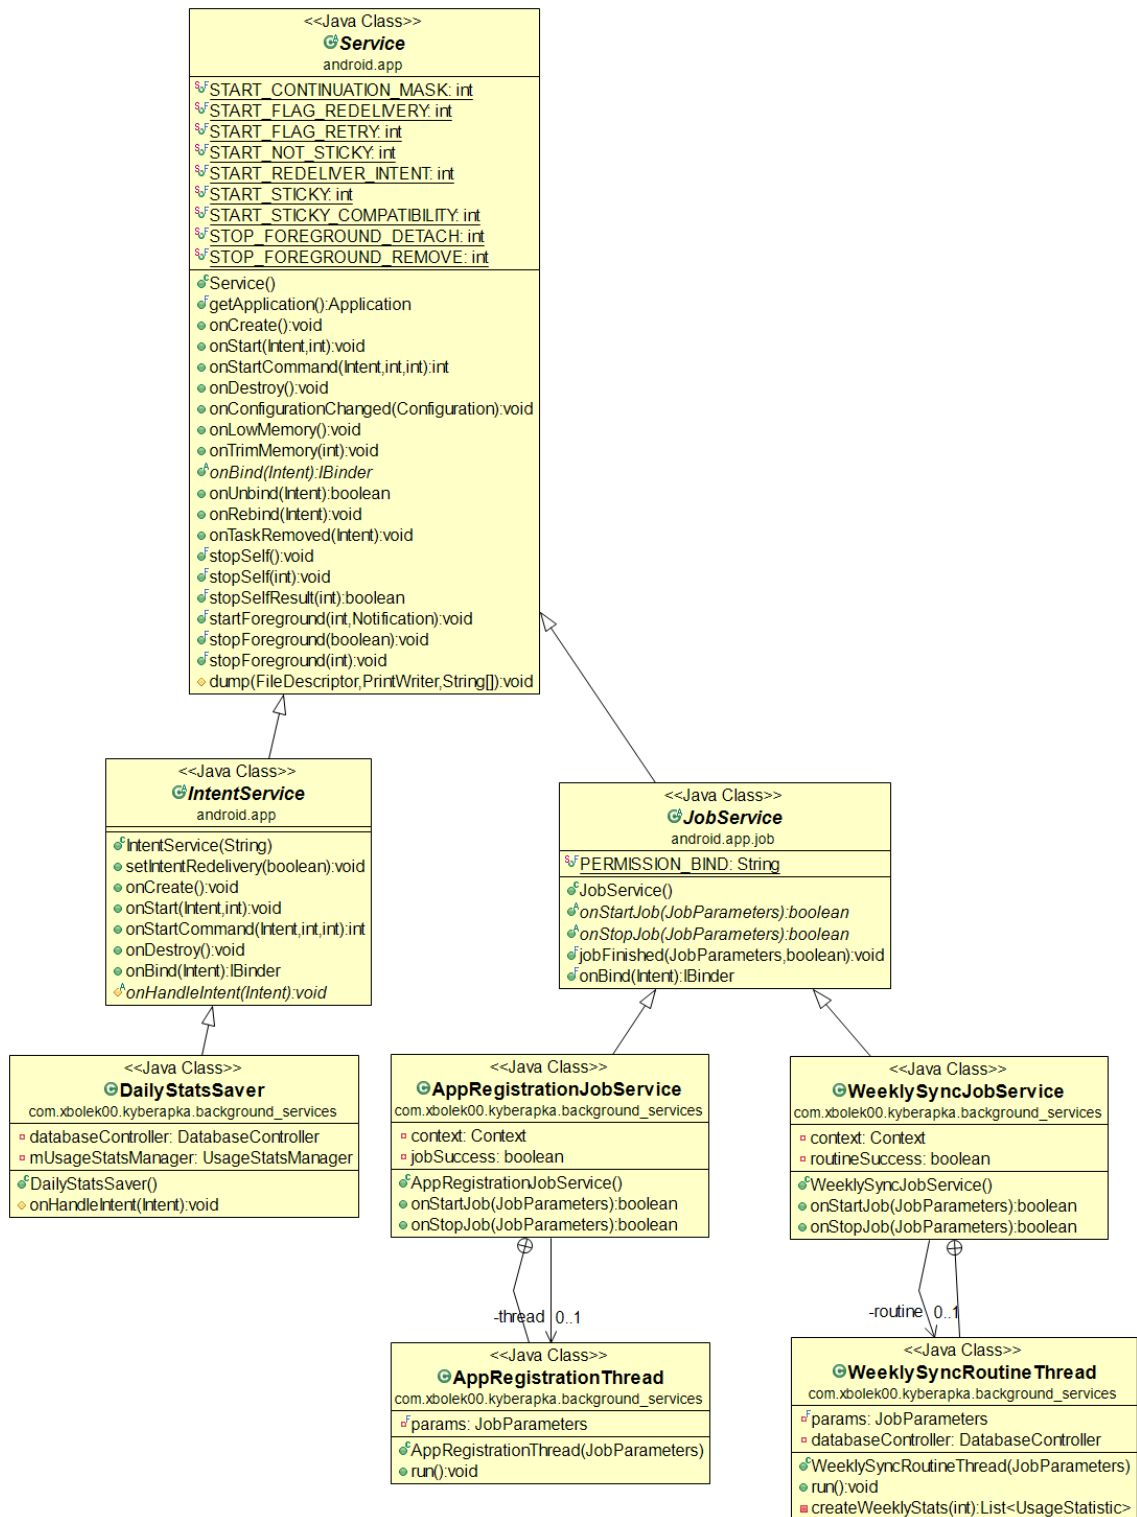 <<Java Class>>
Service
android.app
START_CONTINUATION_MASK: int
START_FLAG_REDELIVERY: int
START_FLAG_RETRY: int
START_NOT_STICKY: int
START_REDELIVER_INTENT: int
START_STICKY: int
START_STICKY_COMPATIBILITY: int
STOP_FOREGROUND_DETACH: int
STOP_FOREGROUND_REMOVE: int
Service()
getApplication():Application
onCreate():void
onStart(Intent,int):void
onStartCommand(Intent,int,int):int
onDestroy():void
onConfigurationChanged(Configuration):void
onLowMemory():void
onTrimMemory(int):void
onBind(Intent):IBinder
onUnbind(Intent):boolean
onRebind(Intent):void
onTaskRemoved(Intent):void
stopSelf():void
stopSelf(int):void
stopSelfResult(int):boolean
startForeground(int,Notification):void
stopForeground(boolean):void
stopForeground(int):void
dump(FileDescriptor,PrintWriter,String[]):void
<<Java Class>>
IntentService
android.app
IntentService(String)
setIntentRedelivery(boolean):void
onCreate():void
onStart(Intent,int):void
onStartCommand(Intent,int,int):int
onDestroy():void
onBind(Intent):IBinder
onHandleIntent(Intent):void
<<Java Class>>
JobService
android.app.job
PERMISSION_BIND: String
JobService()
onStartJob(JobParameters):boolean
onStopJob(JobParameters):boolean
jobFinished(JobParameters,boolean):void
onBind(Intent):IBinder
<<Java Class>>
DailyStatsSaver
com.xbolek00.kyberapka.background_services
databaseController: DatabaseController
mUsageStatsManager: UsageStatsManager
DailyStatsSaver()
onHandleIntent(Intent):void
<<Java Class>>
AppRegistrationJobService
com.xbolek00.kyberapka.background_services
context: Context
jobSuccess: boolean
AppRegistrationJobService()
onStartJob(JobParameters):boolean
onStopJob(JobParameters):boolean
<<Java Class>>
WeeklySyncJobService
com.xbolek00.kyberapka.background_services
context: Context
routineSuccess: boolean
WeeklySyncJobService()
onStartJob(JobParameters):boolean
onStopJob(JobParameters):boolean
-thread 0..1
-routine 0..1
<<Java Class>>
AppRegistrationThread
com.xbolek00.kyberapka.background_services
params: JobParameters
AppRegistrationThread(JobParameters)
run():void
<<Java Class>>
WeeklySyncRoutineThread
com.xbolek00.kyberapka.background_services
params: JobParameters
databaseController: DatabaseController
WeeklySyncRoutineThread(JobParameters)
run():void
createWeeklyStats(int):List<UsageStatistic>